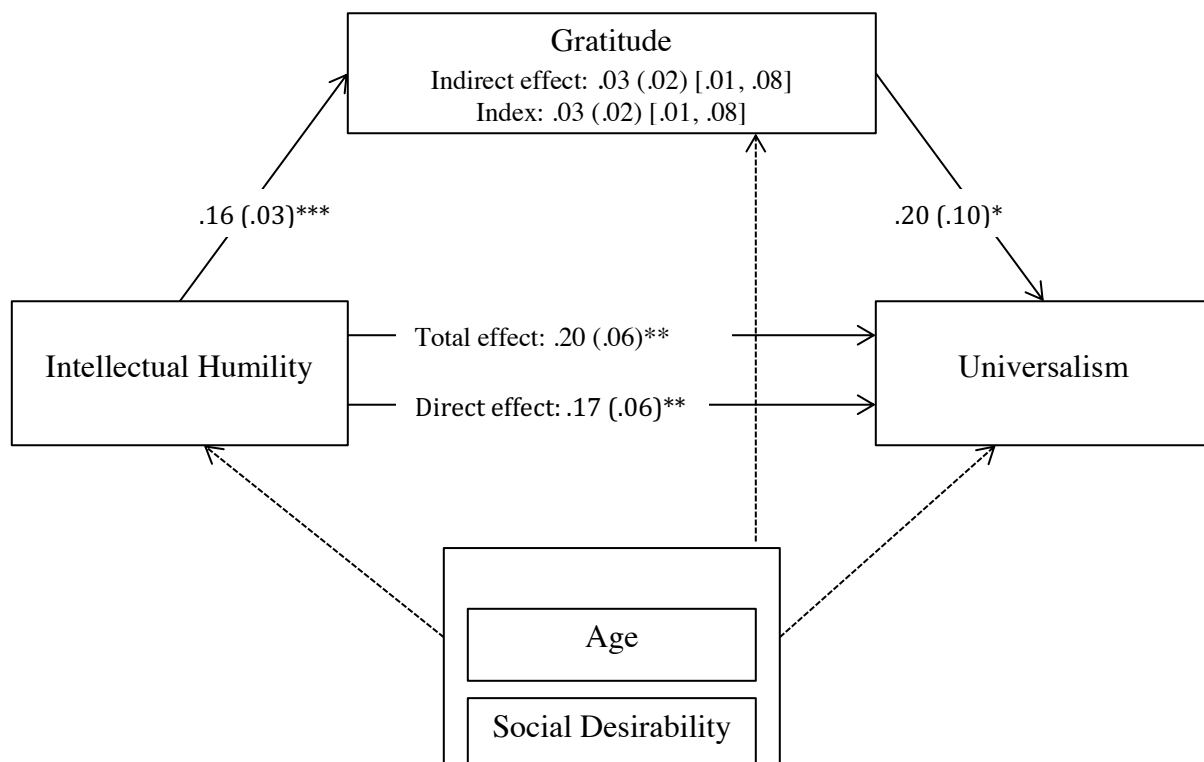 Gratitude
Indirect effect: .03 (.02) [.01, .08]
Index: .03 (.02) [.01, .08]
.16 (.03)***
.20 (.10)*
Intellectual Humility
Total effect: .20 (.06)**
Direct effect: .17 (.06)**
Universalism
Age
Social Desirability